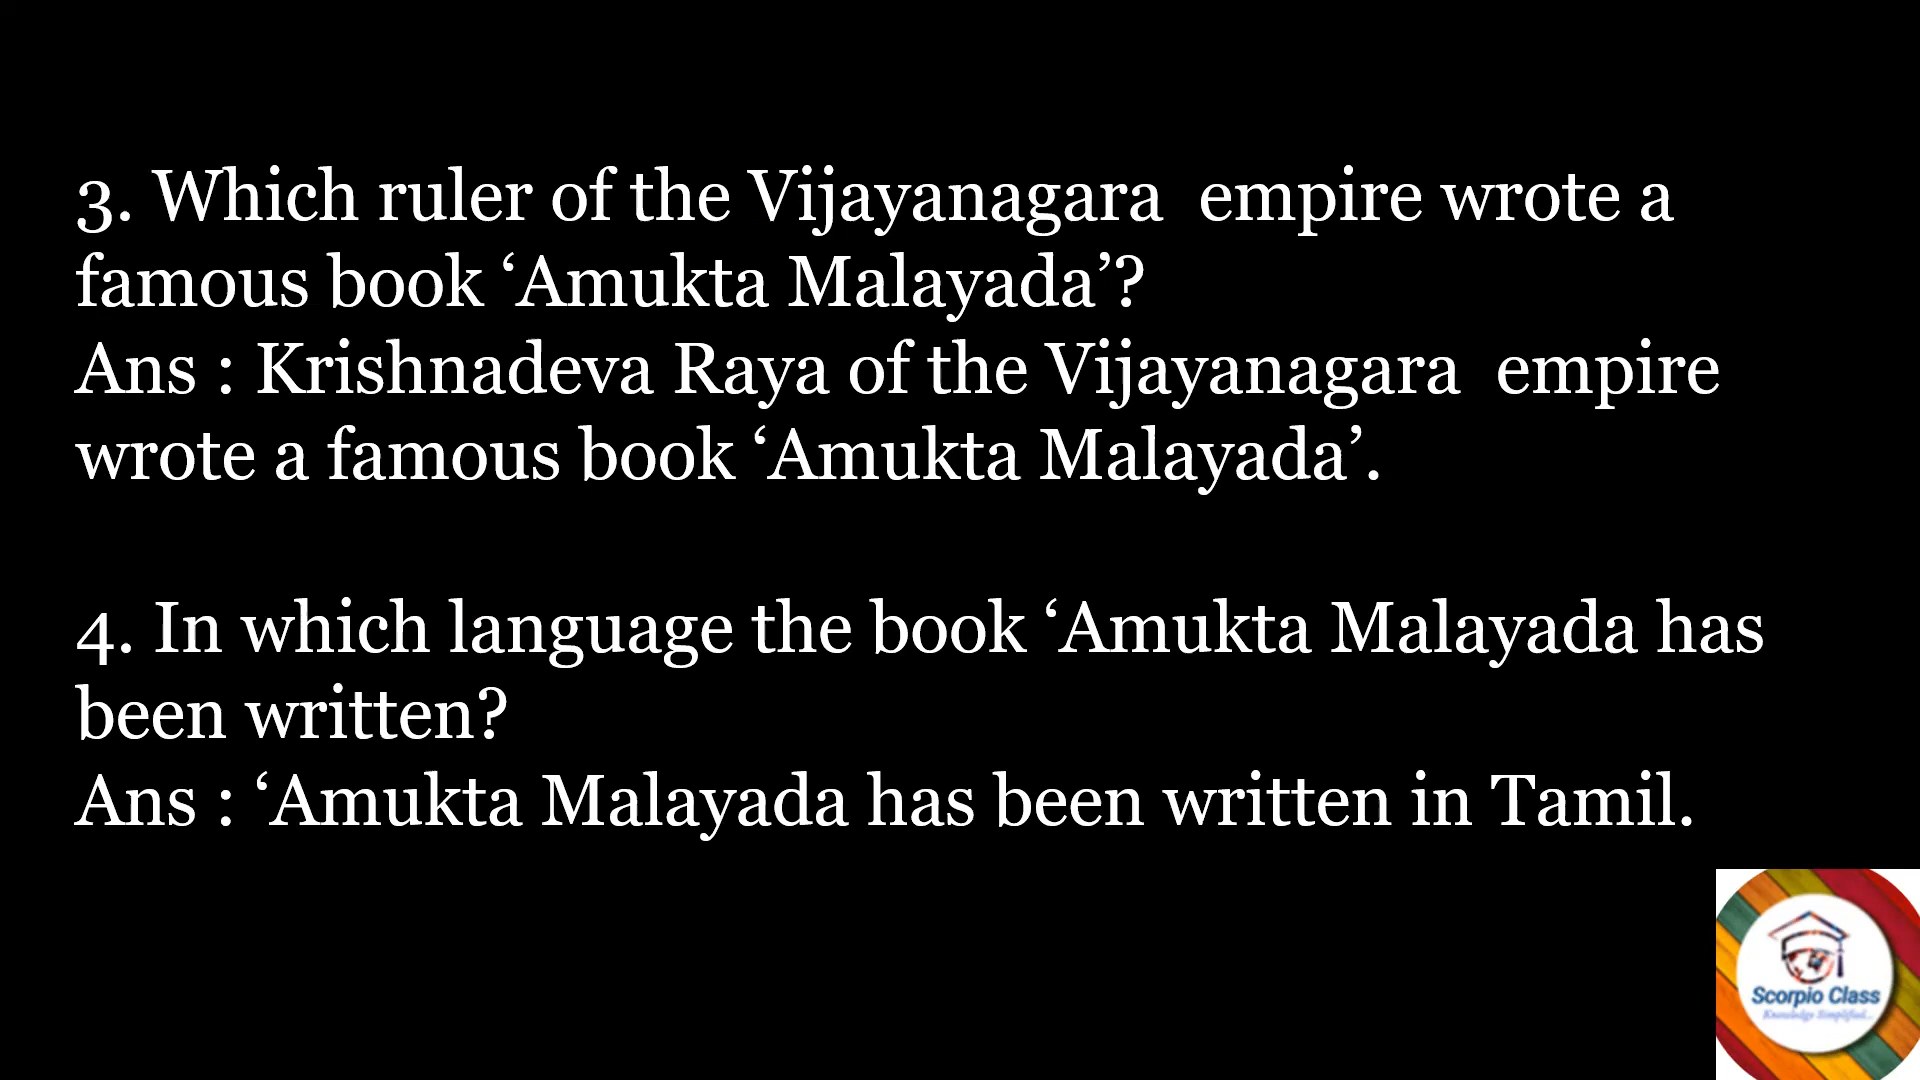 3. Which ruler of the Vijayanagara  empire wrote a
famous book ‘Amukta Malayada’?
Ans : Krishnadeva Raya of the Vijayanagara  empire
wrote a famous book ‘Amukta Malayada’.
4. In which language the book ‘Amukta Malayada has
been written?
Ans : ‘Amukta Malayada has been written in Tamil.
Scorpio Class
Knowledge Simplified...